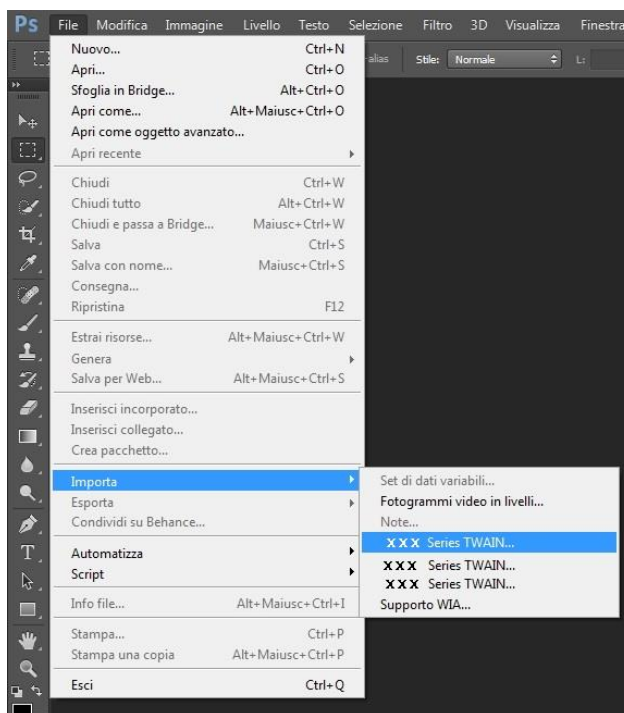 Ps File Modifica Immagine Livello Testo Selezione Filtro 3D Visualizza Finestra
alias Stile: Normale L:
Nuovo... Ctrl+N
Apri... Ctrl+O
Sfoglia in Bridge... Alt+Ctrl+O
Apri come... Alt+Maiusc+Ctrl+O
Apri come oggetto avanzato...
Apri recente
Chiudi Ctrl+W
Chiudi tutto Alt+Ctrl+W
Chiudi e passa a Bridge... Maiusc+Ctrl+W
Salva Ctrl+S
Salva con nome... Maiusc+Ctrl+S
Consegna...
Ripristina F12
Estrai risorse... Alt+Maiusc+Ctrl+W
Genera
Salva per Web... Alt+Maiusc+Ctrl+S
Inserisci incorporato...
Inserisci collegato...
Crea pacchetto...
Importa
Esporta
Condividi su Behance...
Automatizza
Script
Info file... Alt+Maiusc+Ctrl+I
Stampa... Ctrl+P
Stampa una copia Alt+Maiusc+Ctrl+P
Esci Ctrl+Q
Set di dati variabili...
Fotogrammi video in livelli...
Note...
XXX Series TWAIN...
XXX Series TWAIN...
XXX Series TWAIN...
Supporto WIA...